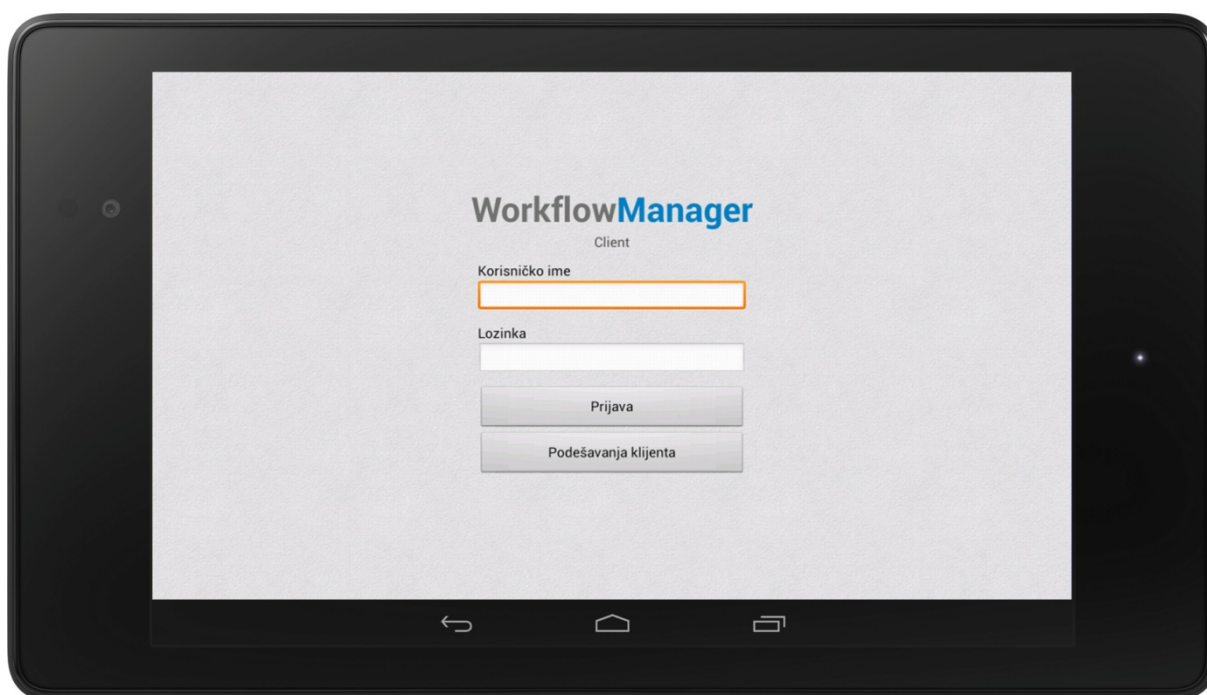 WorkflowManager
Client
Korisničko ime
Lozinka
Prijava
Podešavanja klijenta